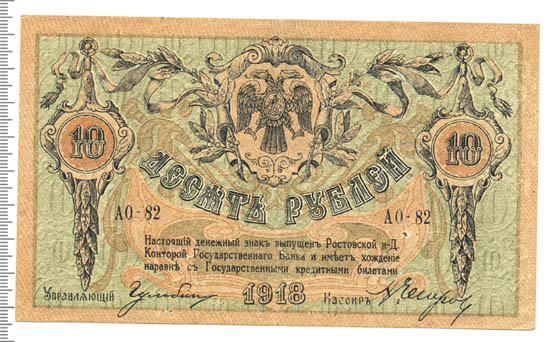 10 10
ДЕСЯТЬ РУБЛЕЙ
АО-82 АО-82
Настоящій денежный знакъ выпущенъ Ростовской н-Д.
Конторой Государственнаго Банка и имѣетъ хожденіе
наравнѣ съ Государственными кредитными билетами
Управляющій 1918 Кассиръ